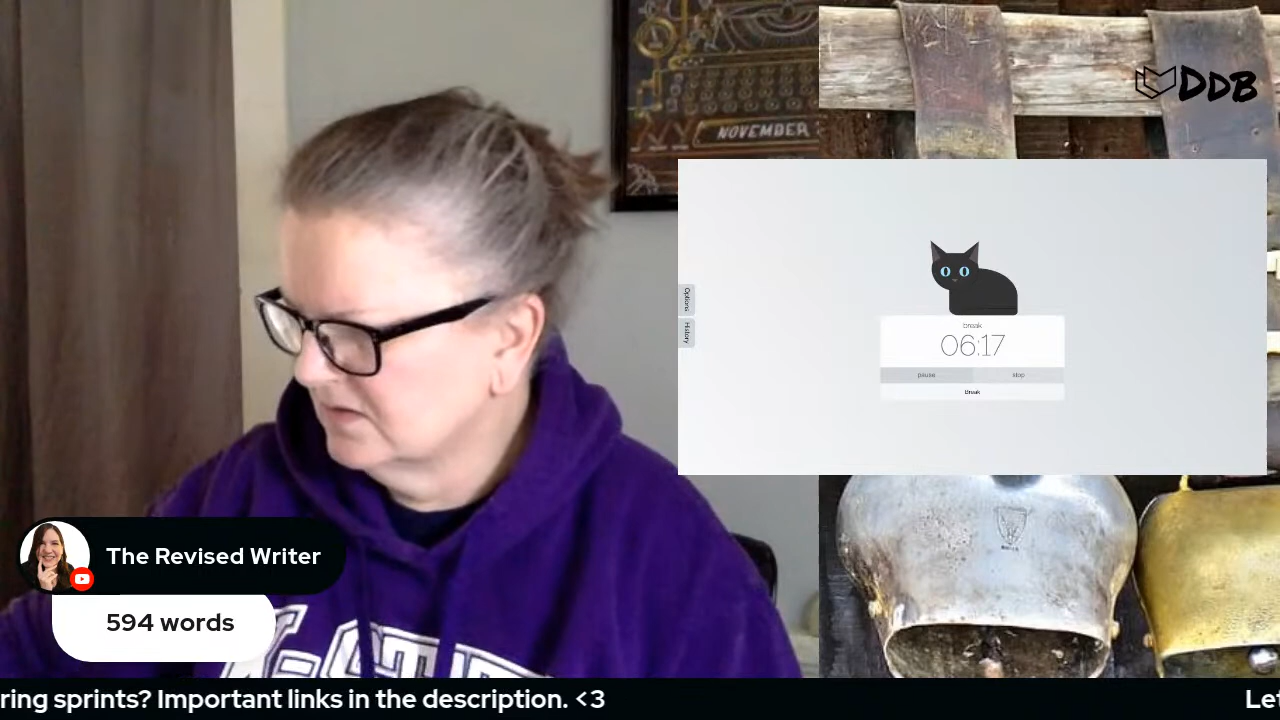 NOVEMBER
DDB
Options
History
break
06:17
pause
stop
Break
The Revised Writer
594 words
K-STATE
ring sprints? Important links in the description. <3
Let